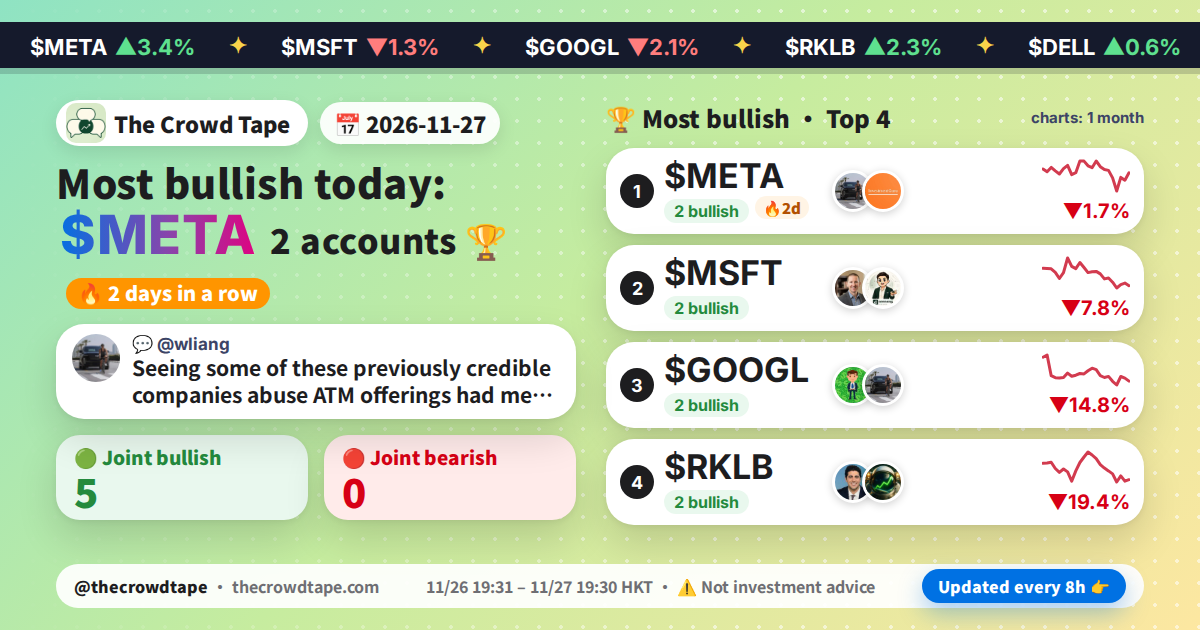 $META ▲3.4% ✦ $MSFT ▼1.3% ✦ $GOOGL ▼2.1% ✦ $RKLB ▲2.3% ✦ $DELL ▲0.6%
The Crowd Tape
📅 2026-11-27
Most bullish today:
$META 2 accounts 🏆
🔥 2 days in a row
💬 @wliang
Seeing some of these previously credible
companies abuse ATM offerings had me⋯
🟢 Joint bullish
5
🔴 Joint bearish
0
🏆 Most bullish • Top 4
charts: 1 month
1
$META
2 bullish
🔥2d
▼1.7%
2
$MSFT
2 bullish
▼7.8%
3
$GOOGL
2 bullish
▼14.8%
4
$RKLB
2 bullish
▼19.4%
@thecrowdtape • thecrowdtape.com
11/26 19:31 – 11/27 19:30 HKT • ⚠️ Not investment advice
Updated every 8h 👉